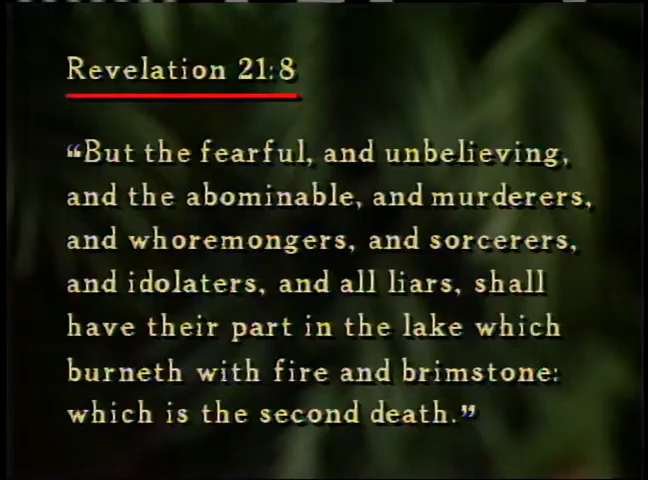 Revelation 21:8
“But the fearful, and unbelieving,
and the abominable, and murderers,
and whoremongers, and sorcerers,
and idolaters, and all liars, shall
have their part in the lake which
burneth with fire and brimstone:
which is the second death.”